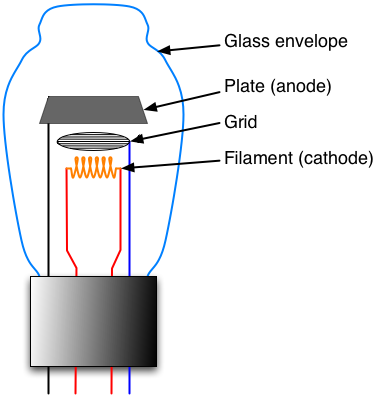 Glass envelope
Plate (anode)
Grid
Filament (cathode)